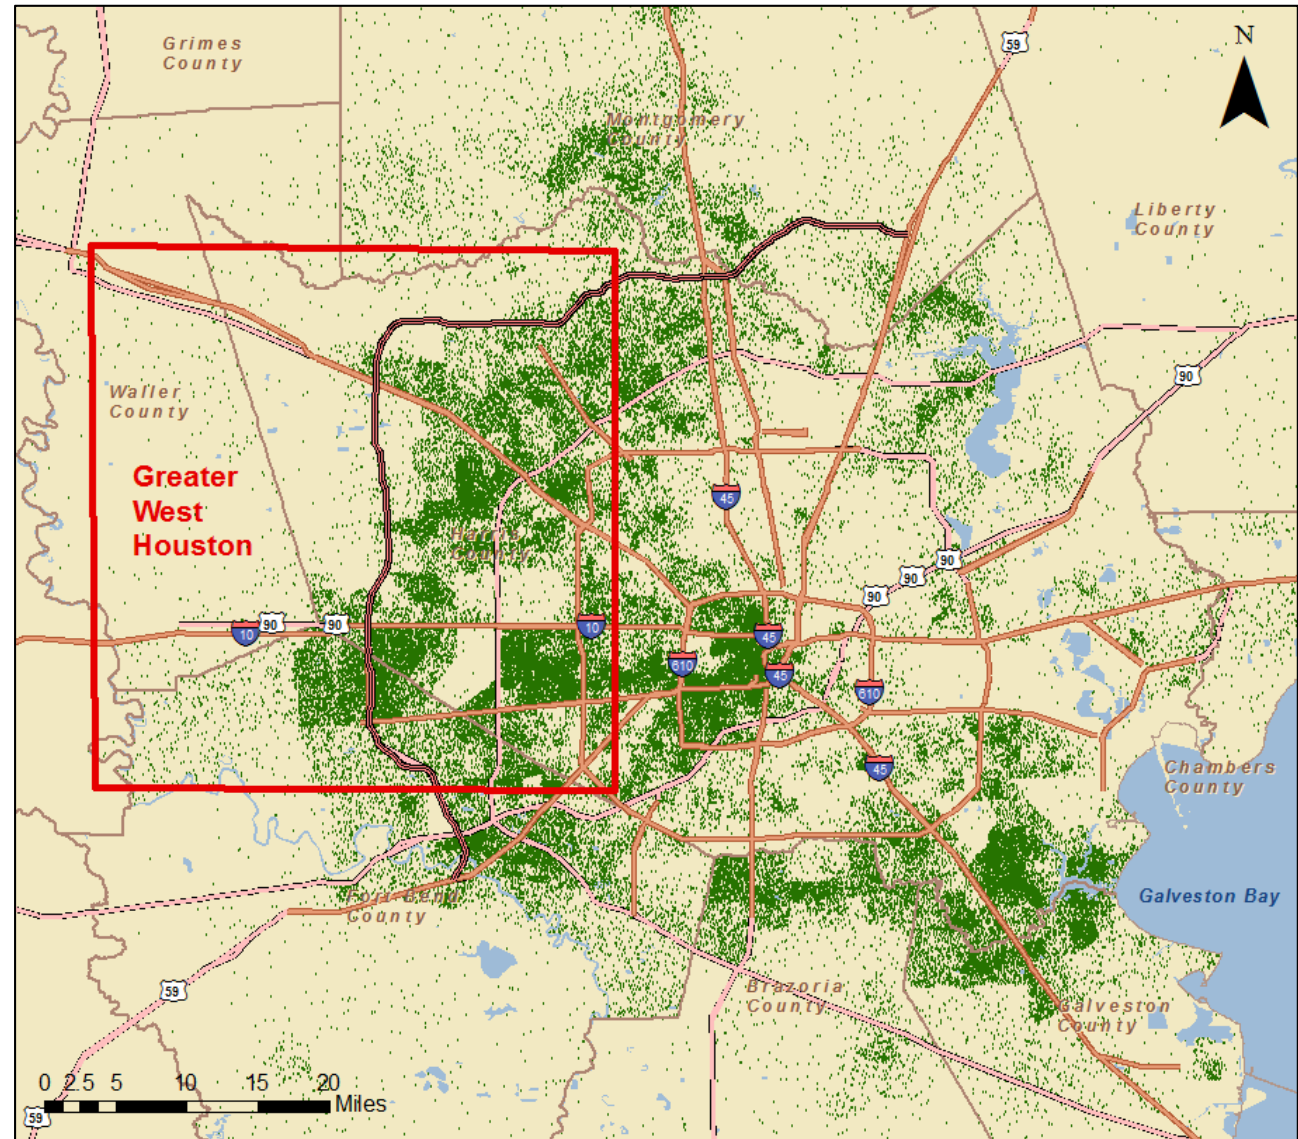 Grimes
County
59
N
Montgomery
County
Liberty
County
90
Waller
County
Greater
West
Houston
45
Harris
County
90
90
90
90
90
10
10
45
610
45
610
45
Chambers
County
Fort Bend
County
Galveston Bay
59
Brazoria
County
Galveston
County
0 2.5 5 10 15 20
Miles
59